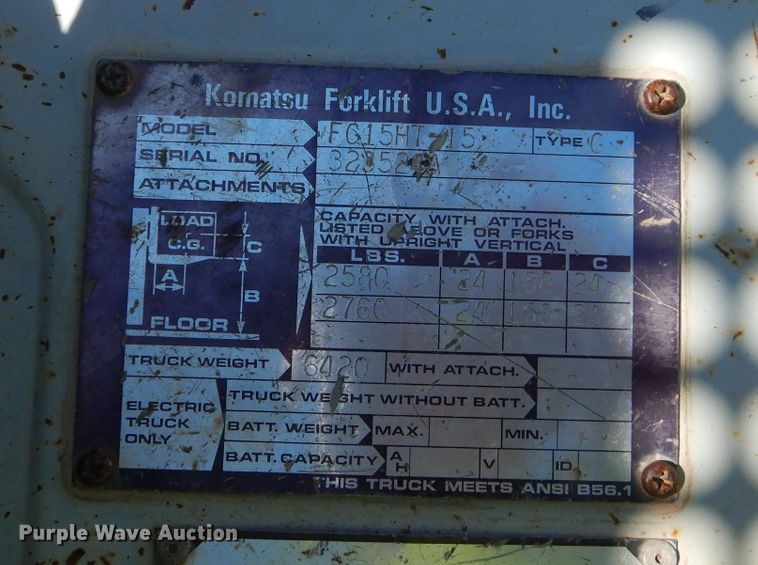 Komatsu Forklift U.S.A., Inc.
MODEL FG15HT-15 TYPE C
SERIAL NO.
ATTACHMENTS
CAPACITY WITH ATTACH.
LISTED ABOVE OR FORKS
WITH UPRIGHT VERTICAL
LOAD
C.G.
C
A
B
FLOOR
LBS. A B C
2580 24 188 24
2760 24 24
TRUCK WEIGHT 6420 WITH ATTACH.
ELECTRIC
TRUCK
ONLY
TRUCK WEIGHT WITHOUT BATT.
BATT. WEIGHT MAX. MIN.
BATT. CAPACITY AH V ID
THIS TRUCK MEETS ANSI B56.1
Purple Wave Auction